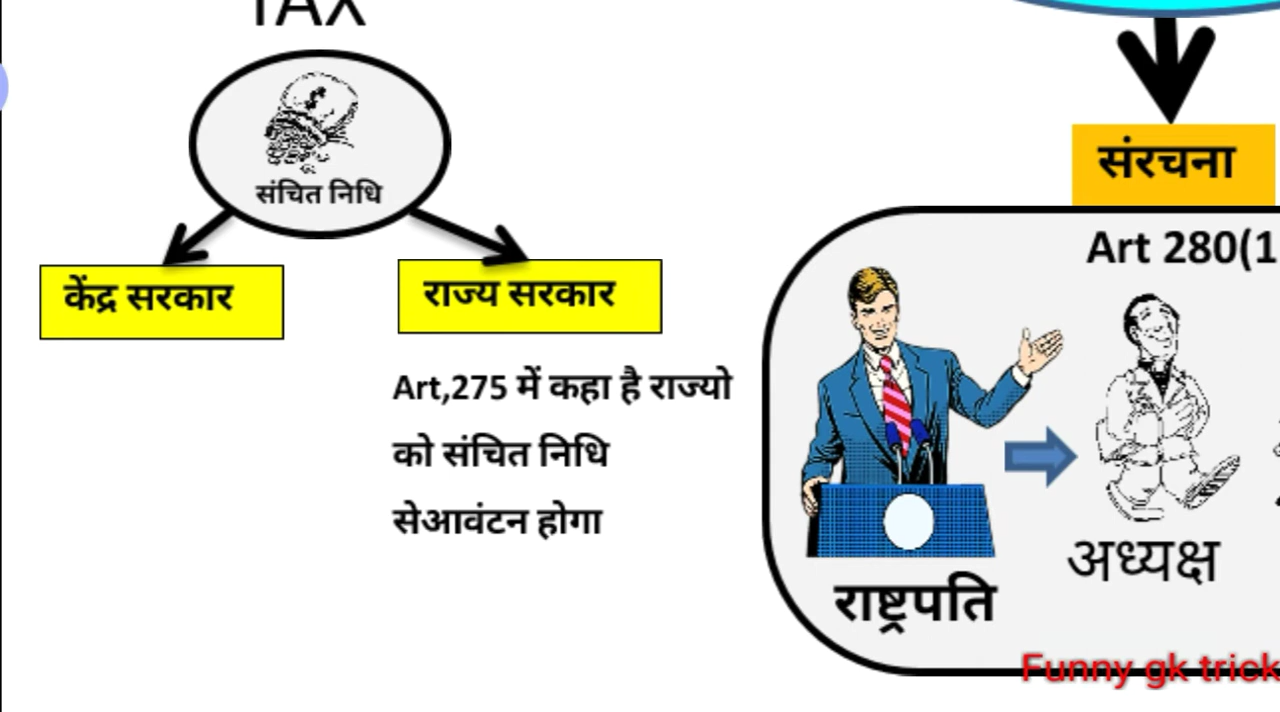 TAX
संचित निधि
केंद्र सरकार
राज्य सरकार
Art,275 में कहा है राज्यो
को संचित निधि
सेआवंटन होगा
संरचना
Art 280(1
राष्ट्रपति
अध्यक्ष
Funny gk trick